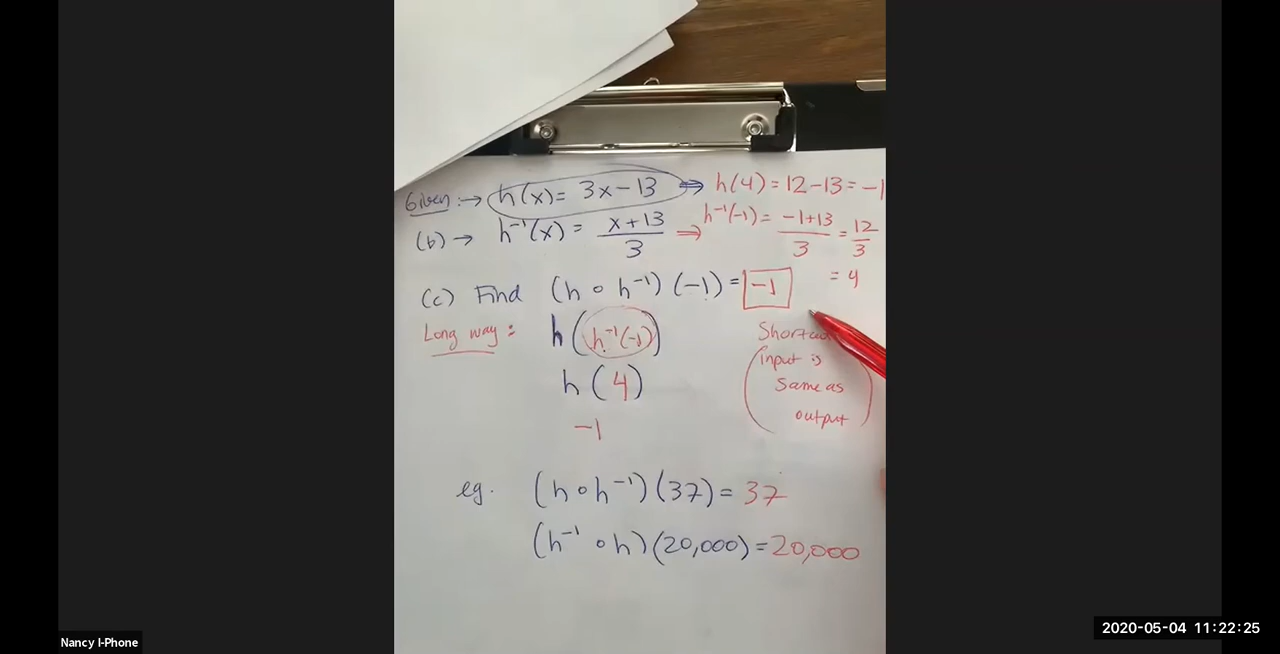 Given :→ h(x) = 3x-13 ⇒ h(4) = 12-13 = -1
(b) → h⁻¹(x) = x+13 / 3 ⇒ h⁻¹(-1) = -1+13 / 3 = 12 / 3
= 4
(c) Find (h ∘ h⁻¹)(-1) = -1
Long way : h(h⁻¹(-1))
h(4)
-1
(input is
same as
output)
eg. (h ∘ h⁻¹)(37) = 37
(h⁻¹ ∘ h)(20,000) = 20,000
Nancy I-Phone
2020-05-04 11:22:25